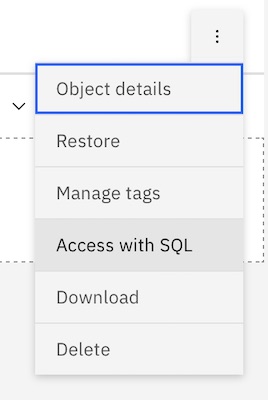 Object details
Restore
Manage tags
Access with SQL
Download
Delete